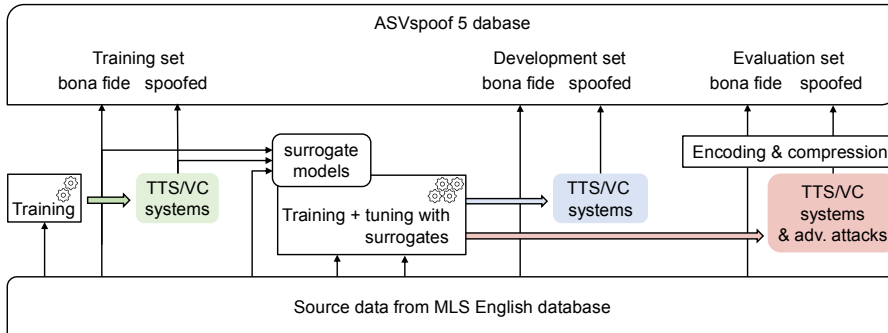 ASVspoof 5 dabase
Training set
bona fide spoofed
Development set
bona fide spoofed
Evaluation set
bona fide spoofed
surrogate
models
Encoding & compression
Training
TTS/VC
systems
Training + tuning with
surrogates
TTS/VC
systems
TTS/VC
systems
& adv. attacks
Source data from MLS English database